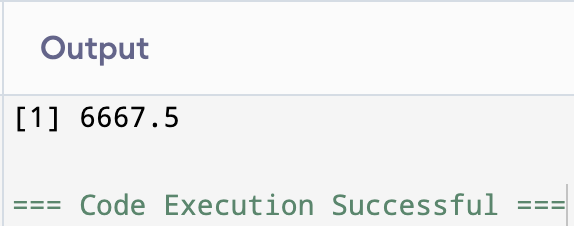 Output
[1] 6667.5
=== Code Execution Successful ===